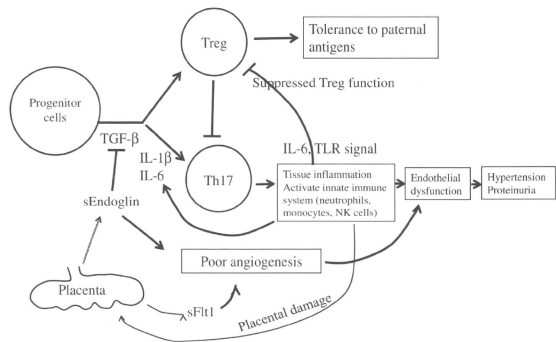 Treg
Tolerance to paternal
antigens
Suppressed Treg function
Progenitor
cells
TGF-β
IL-1β
IL-6
Th17
IL-6, TLR signal
Tissue inflammation
Activate innate immune
system (neutrophils,
monocytes, NK cells)
Endothelial
dysfunction
Hypertension
Proteinuria
sEndoglin
Poor angiogenesis
Placenta
sFlt1
Placental damage